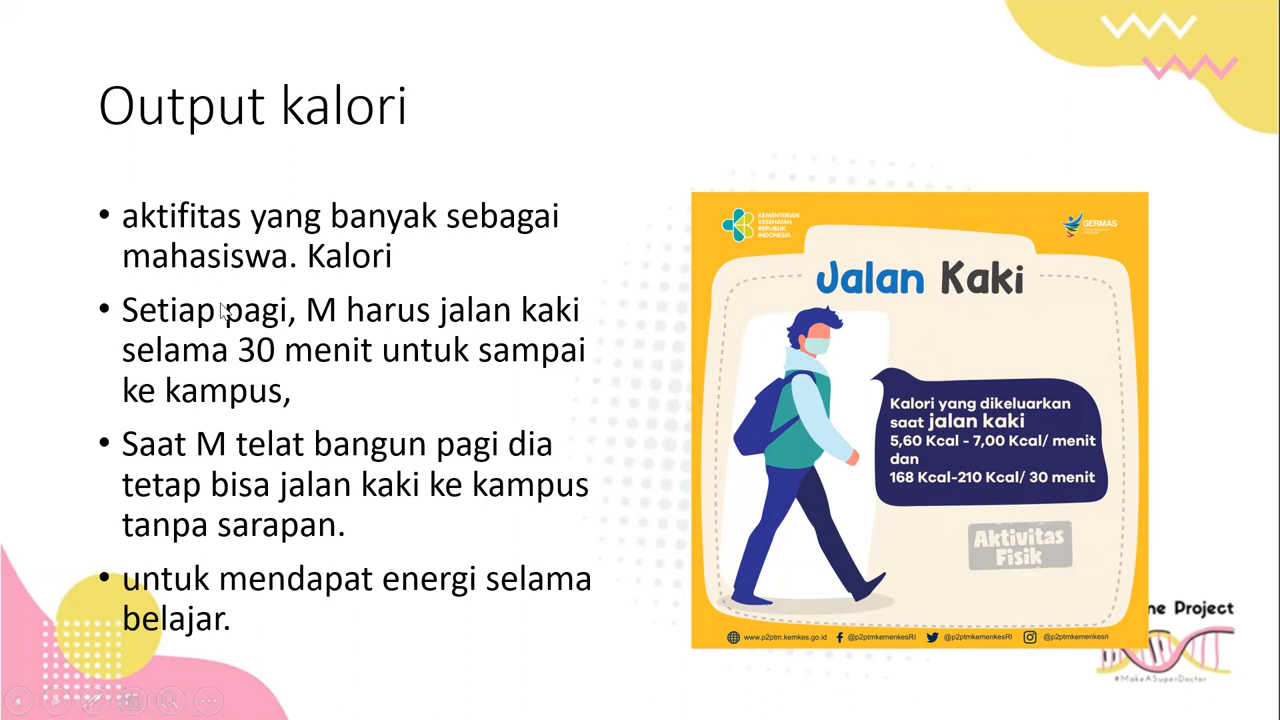 Output kalori
• aktifitas yang banyak sebagai
mahasiswa. Kalori
• Setiap pagi, M harus jalan kaki
selama 30 menit untuk sampai
ke kampus,
• Saat M telat bangun pagi dia
tetap bisa jalan kaki ke kampus
tanpa sarapan.
• untuk mendapat energi selama
belajar.
KEMENTERIAN
KESEHATAN
REPUBLIK
INDONESIA
GERMAS
Jalan Kaki
Kalori yang dikeluarkan
saat jalan kaki
5,60 Kcal - 7,00 Kcal/ menit
dan
168 Kcal-210 Kcal/ 30 menit
Aktivitas
Fisik
www.p2ptm.kemkes.go.id @p2ptmkemenkesRI @p2ptmkemenkesRI @p2ptmkemenkesri
ne Project
#MakeASuperDoctor